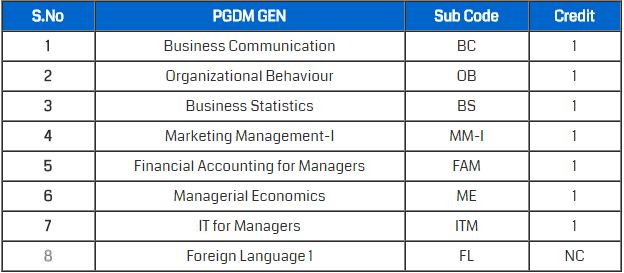 S.No PGDM GEN Sub Code Credit
1 Business Communication BC 1
2 Organizational Behaviour OB 1
3 Business Statistics BS 1
4 Marketing Management-I MM-I 1
5 Financial Accounting for Managers FAM 1
6 Managerial Economics ME 1
7 IT for Managers ITM 1
8 Foreign Language 1 FL NC